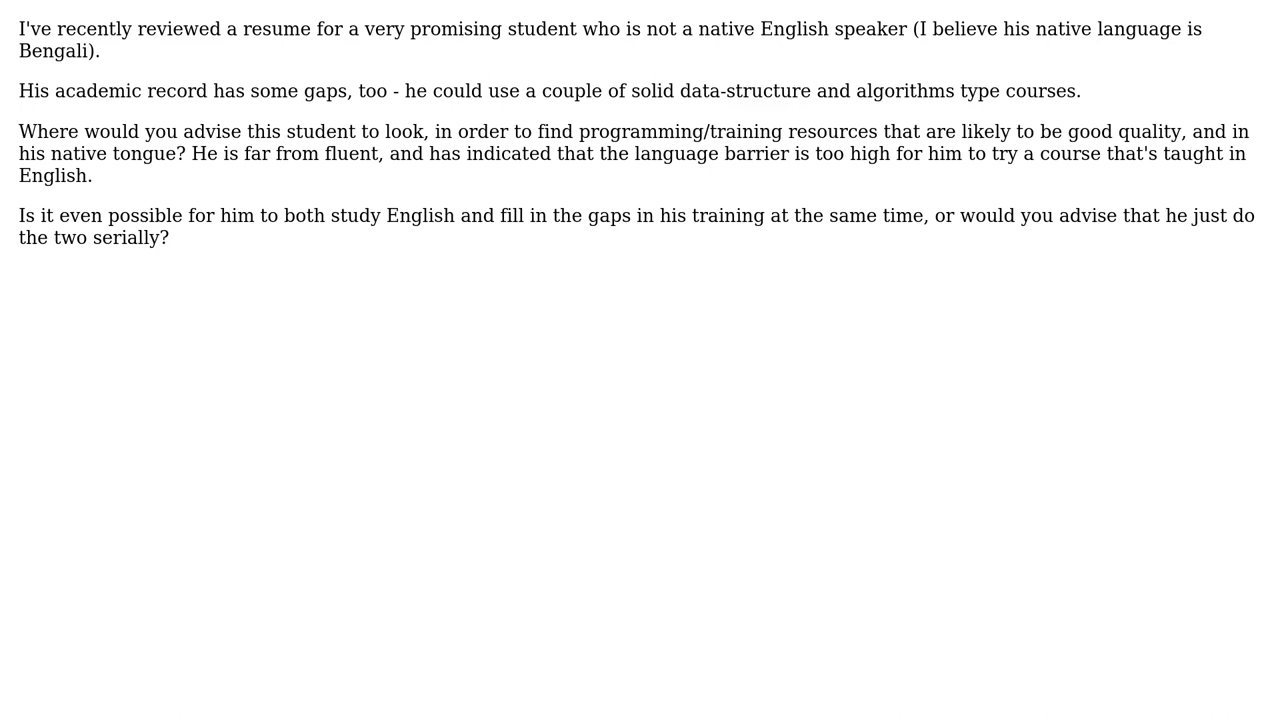 I've recently reviewed a resume for a very promising student who is not a native English speaker (I believe his native language is
Bengali).
His academic record has some gaps, too - he could use a couple of solid data-structure and algorithms type courses.
Where would you advise this student to look, in order to find programming/training resources that are likely to be good quality, and in
his native tongue? He is far from fluent, and has indicated that the language barrier is too high for him to try a course that's taught in
English.
Is it even possible for him to both study English and fill in the gaps in his training at the same time, or would you advise that he just do
the two serially?